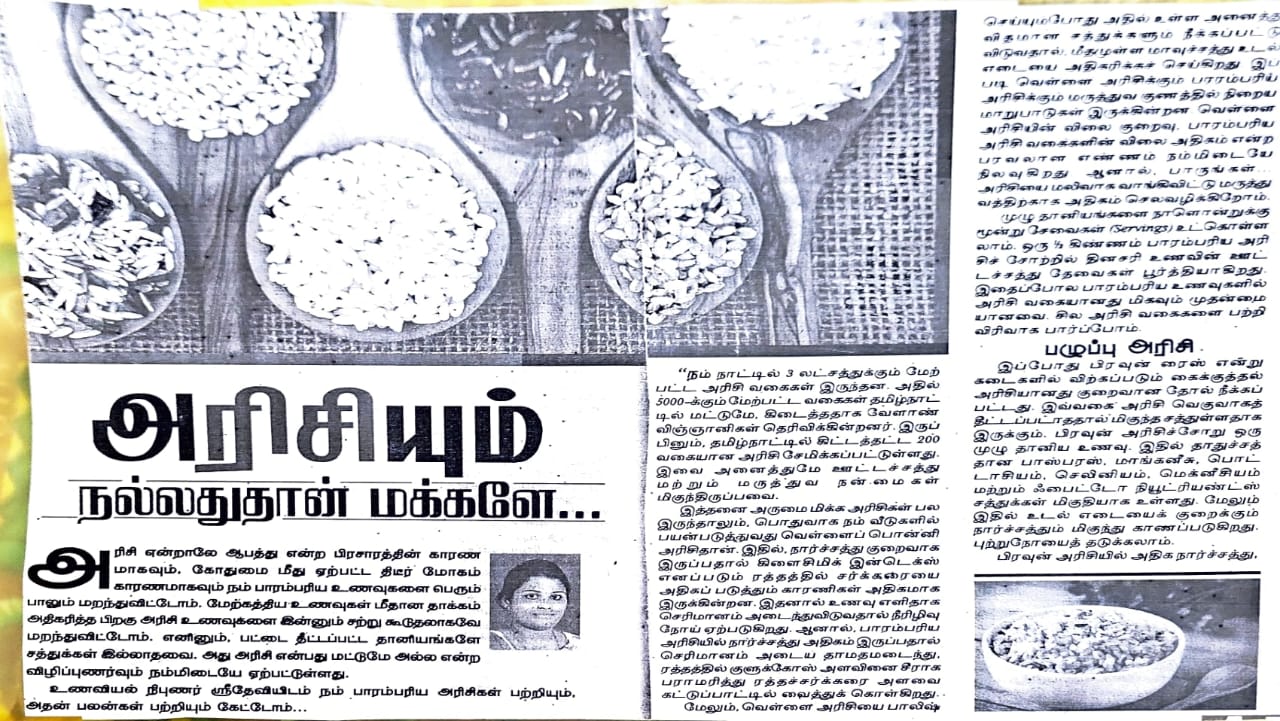 அரிசியும்
நல்லதுதான் மக்களே...
அரிசி என்றாலே ஆபத்து என்ற பிரசாரத்தின் காரண
மாகவும், கோதுமை மீது ஏற்பட்ட திடீர் மோகம்
காரணமாகவும் நம் பாரம்பரிய உணவுகளை பெரும்
பாலும் மறந்துவிட்டோம். மேற்கத்திய உணவுகள் மீதான தாக்கம்
அதிகரித்த பிறகு அரிசி உணவுகளை இன்னும் சற்று கூடுதலாகவே
மறந்துவிட்டோம். எனினும், பட்டை தீட்டப்பட்ட தானியங்களே
சத்துக்கள் இல்லாதவை. அது அரிசி என்பது மட்டுமே அல்ல என்ற
விழிப்புணர்வும் நம்மிடையே ஏற்பட்டுள்ளது.
உணவியல் நிபுணர் ஸ்ரீதேவியிடம் நம் பாரம்பரிய அரிசிகள் பற்றியும்,
அதன் பலன்கள் பற்றியும் கேட்டோம்...
“நம் நாட்டில் 3 லட்சத்துக்கும் மேற்
பட்ட அரிசி வகைகள் இருந்தன. அதில்
5000-க்கும் மேற்பட்ட வகைகள் தமிழ்நாட்
டில் மட்டுமே, கிடைத்ததாக வேளாண்
விஞ்ஞானிகள் தெரிவிக்கின்றனர். இருப்
பினும், தமிழ்நாட்டில் கிட்டத்தட்ட 200
வகையான அரிசி சேமிக்கப்பட்டுள்ளது.
இவை அனைத்துமே ஊட்டச்சத்து
மற்றும் மருத்துவ நன்மைகள்
மிகுந்திருப்பவை.
இத்தனை அருமை மிக்க அரிசிகள் பல
இருந்தாலும், பொதுவாக நம் வீடுகளில்
பயன்படுத்துவது வெள்ளைப் பொன்னி
அரிசிதான். இதில், நார்ச்சத்து குறைவாக
இருப்பதால் கிளைசிமிக் இன்டெக்ஸ்
எனப்படும் ரத்தத்தில் சர்க்கரையை
அதிகப் படுத்தும் காரணிகள் அதிகமாக
இருக்கின்றன. இதனால் உணவு எளிதாக
செரிமானம் அடைந்துவிடுவதால் நீரிழிவு
நோய் ஏற்படுகிறது. ஆனால், பாரம்பரிய
அரிசியில் நார்ச்சத்து அதிகம் இருப்பதால்
செரிமானம் அடைய தாமதமடைந்து,
ரத்தத்தில் குளுக்கோஸ் அளவினை சீராக
பராமரித்து ரத்தச்சர்க்கரை அளவை
கட்டுப்பாட்டில் வைத்துக் கொள்கிறது.
மேலும், வெள்ளை அரிசியை பாலிஷ்
செய்யும்போது அதில் உள்ள அனைத்து
விதமான சத்துக்களும் நீக்கப்பட்டு
விடுவதால், மீதமுள்ள மாவுச்சத்து உடல்
எடையை அதிகரிக்கச் செய்கிறது. இப்
படி வெள்ளை அரிசிக்கும் பாரம்பரிய
அரிசிக்கும் மருத்துவ குணத்தில் நிறைய
மாறுபாடுகள் இருக்கின்றன. வெள்ளை
அரிசியின் விலை குறைவு, பாரம்பரிய
அரிசி வகைகளின் விலை அதிகம் என்ற
பரவலான எண்ணம் நம்மிடையே
நிலவுகிறது. ஆனால், பாருங்கள்...
அரிசியை மலிவாக வாங்கிவிட்டு மருத்து
வத்திற்காக அதிகம் செலவழிக்கிறோம்.
முழு தானியங்களை நாளொன்றுக்கு
மூன்று சேவைகள் (Servings) உட்கொள்ள
லாம். ஒரு ½ கிண்ணம் பாரம்பரிய அரி
சிச் சோற்றில் தினசரி உணவின் ஊட்
டச்சத்து தேவைகள் பூர்த்தியாகிறது.
இதைப்போல பாரம்பரிய உணவுகளில்
அரிசி வகையானது மிகவும் முதன்மை
யானவை. சில அரிசி வகைகளை பற்றி
விரிவாக பார்ப்போம்.
பழுப்பு அரிசி
இப்போது பிரவுன் ரைஸ் என்று
கடைகளில் விற்கப்படும் கைக்குத்தல்
அரிசியானது குறைவான தோல் நீக்கப்
பட்டது. இவ்வகை அரிசி வெகுவாகத்
தீட்டப்படாததால் மிகுந்த சத்துள்ளதாக
இருக்கும். பிரவுன் அரிசிச்சோறு ஒரு
முழு தானிய உணவு. இதில் தாதுச்சத்
தான பாஸ்பரஸ், மாங்கனீசு, பொட்
டாசியம், செலினியம், மெக்னீசியம்
மற்றும் ஃபைட்டோ நியூட்ரியண்ட்ஸ்
சத்துக்கள் மிகுதியாக உள்ளது. மேலும்
இதில் உடல் எடையைக் குறைக்கும்
நார்ச்சத்தும் மிகுந்து காணப்படுகிறது.
புற்றுநோயைத் தடுக்கலாம்.
பிரவுன் அரிசியில் அதிக நார்ச்சத்து,